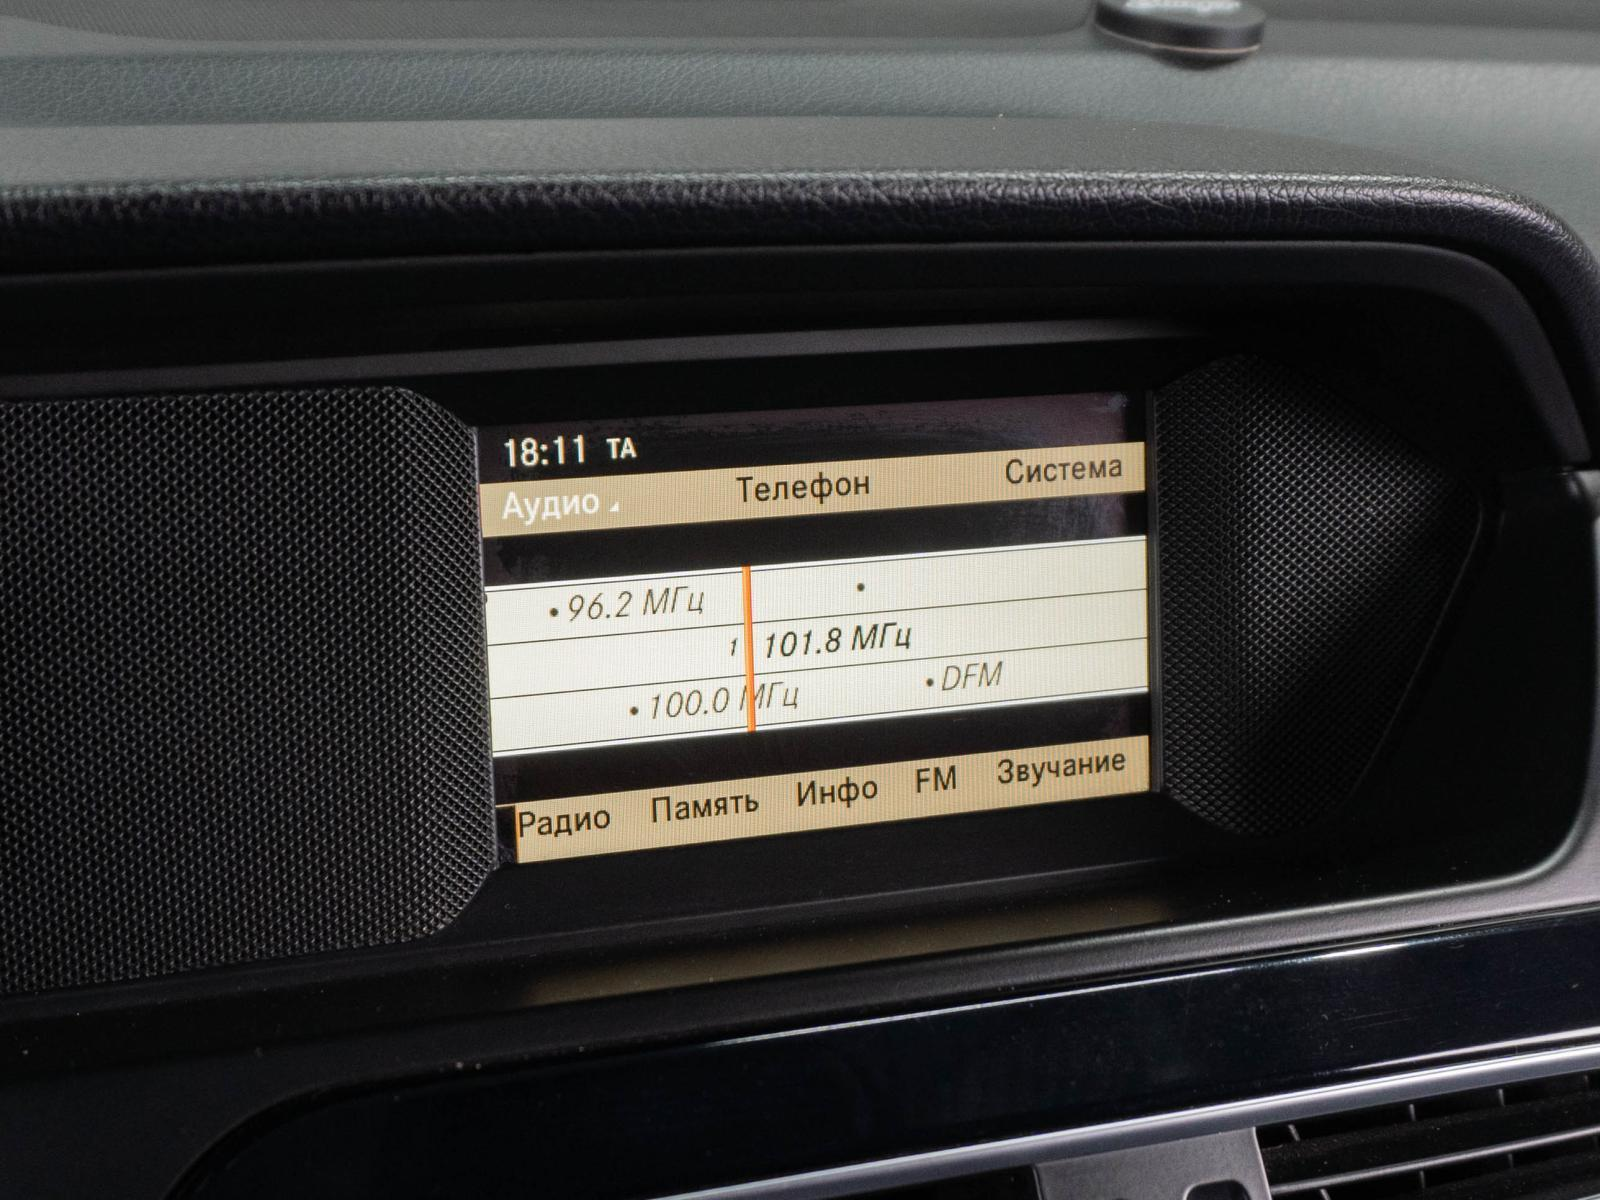 18:11 TA
Аудио Телефон Система
96.2 МГц
1 101.8 МГц
100.0 МГц DFM
Радио Память Инфо FM Звучание